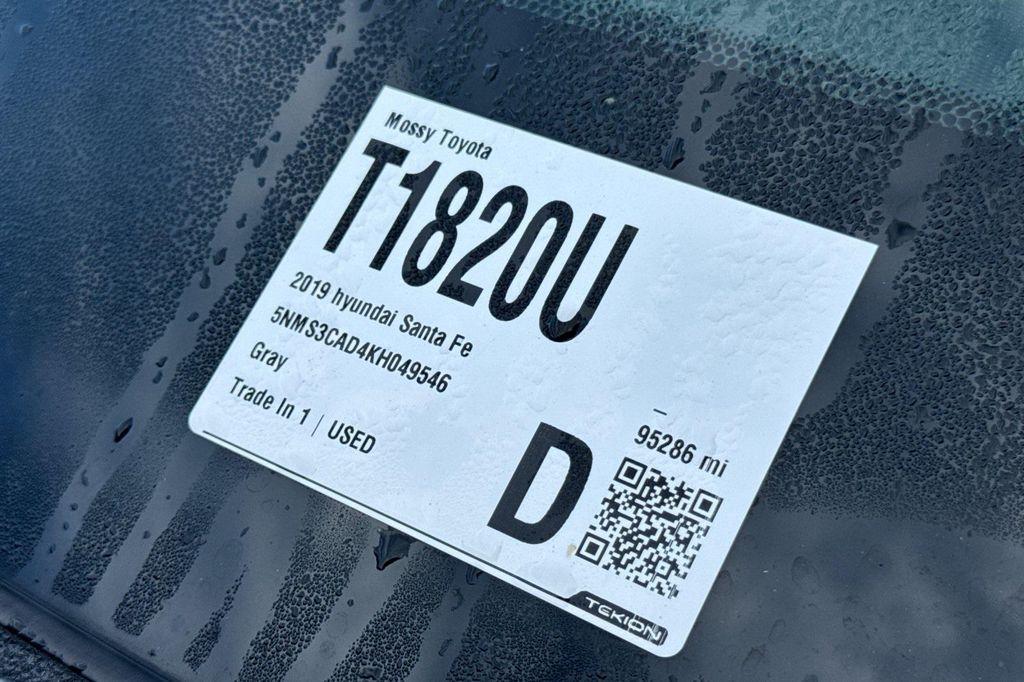 Mossy Toyota
T1820U
2019 hyundai Santa Fe
5NMS3CAD4KH049546
Gray
Trade In 1 | USED
D
–
95286 mi
TEKION